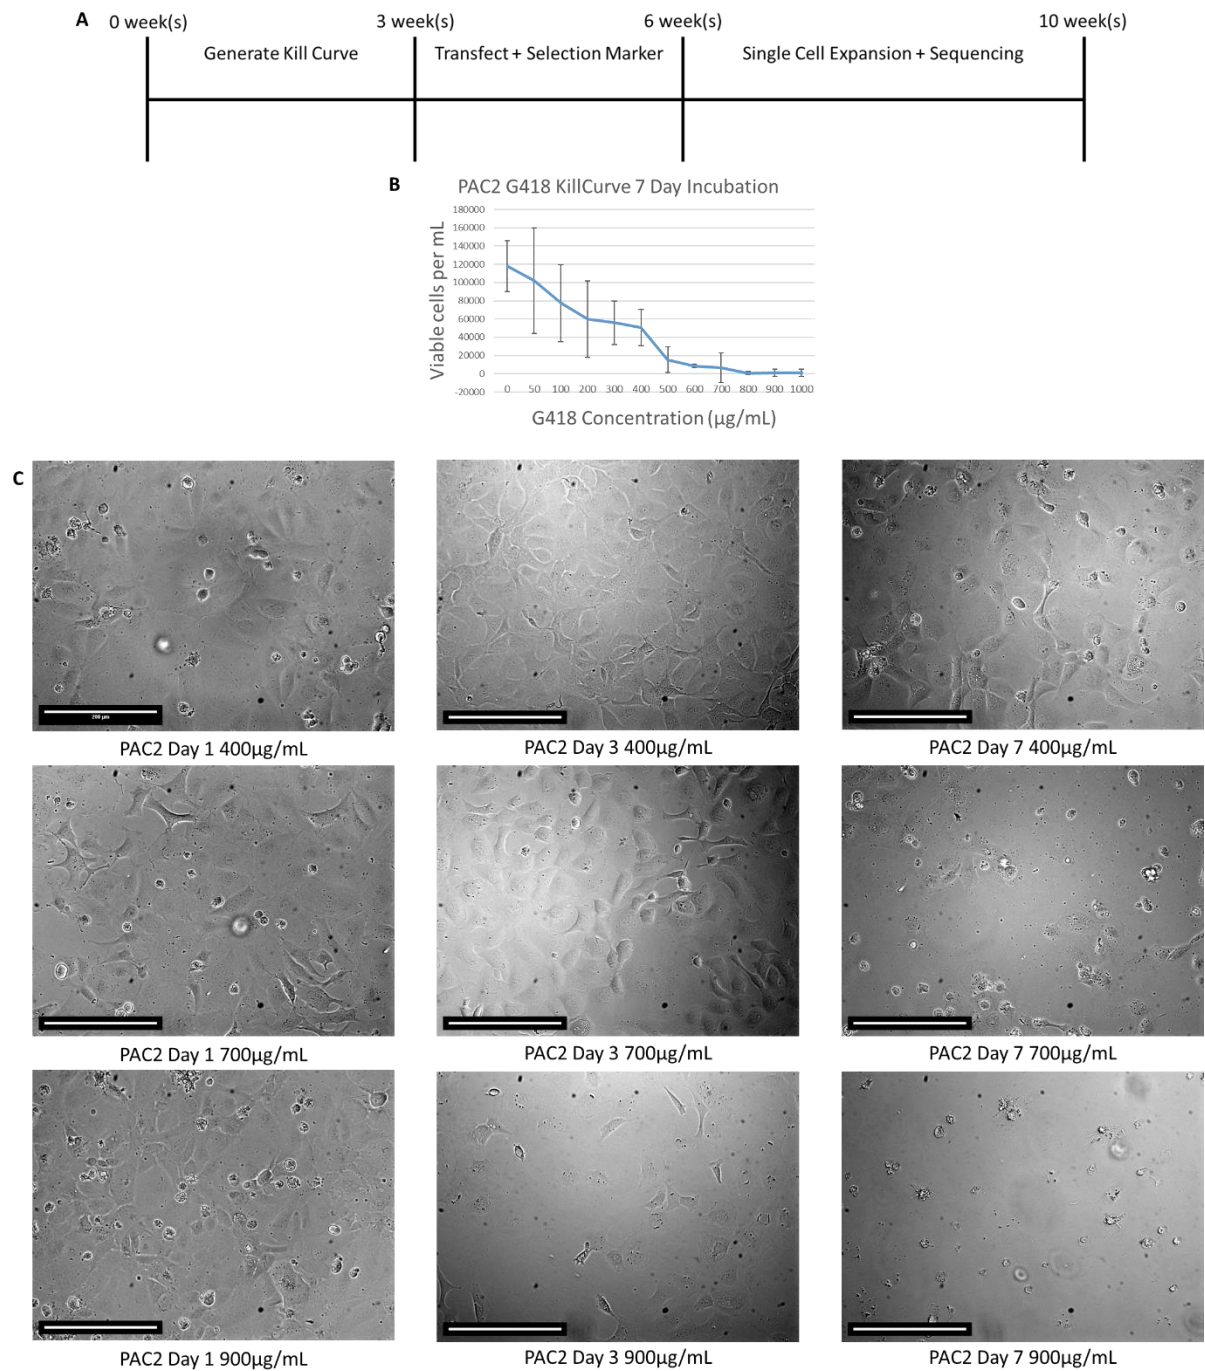 A
0 week(s) 3 week(s) 6 week(s) 10 week(s)
Generate Kill Curve Transfect + Selection Marker Single Cell Expansion + Sequencing
B
PAC2 G418 KillCurve 7 Day Incubation
Viable cells per mL
180000
160000
140000
120000
100000
80000
60000
40000
20000
0
-20000
0 50 100 200 300 400 500 600 700 800 900 1000
G418 Concentration (µg/mL)
C
200 µm
PAC2 Day 1 400µg/mL PAC2 Day 3 400µg/mL PAC2 Day 7 400µg/mL
PAC2 Day 1 700µg/mL PAC2 Day 3 700µg/mL PAC2 Day 7 700µg/mL
PAC2 Day 1 900µg/mL PAC2 Day 3 900µg/mL PAC2 Day 7 900µg/mL